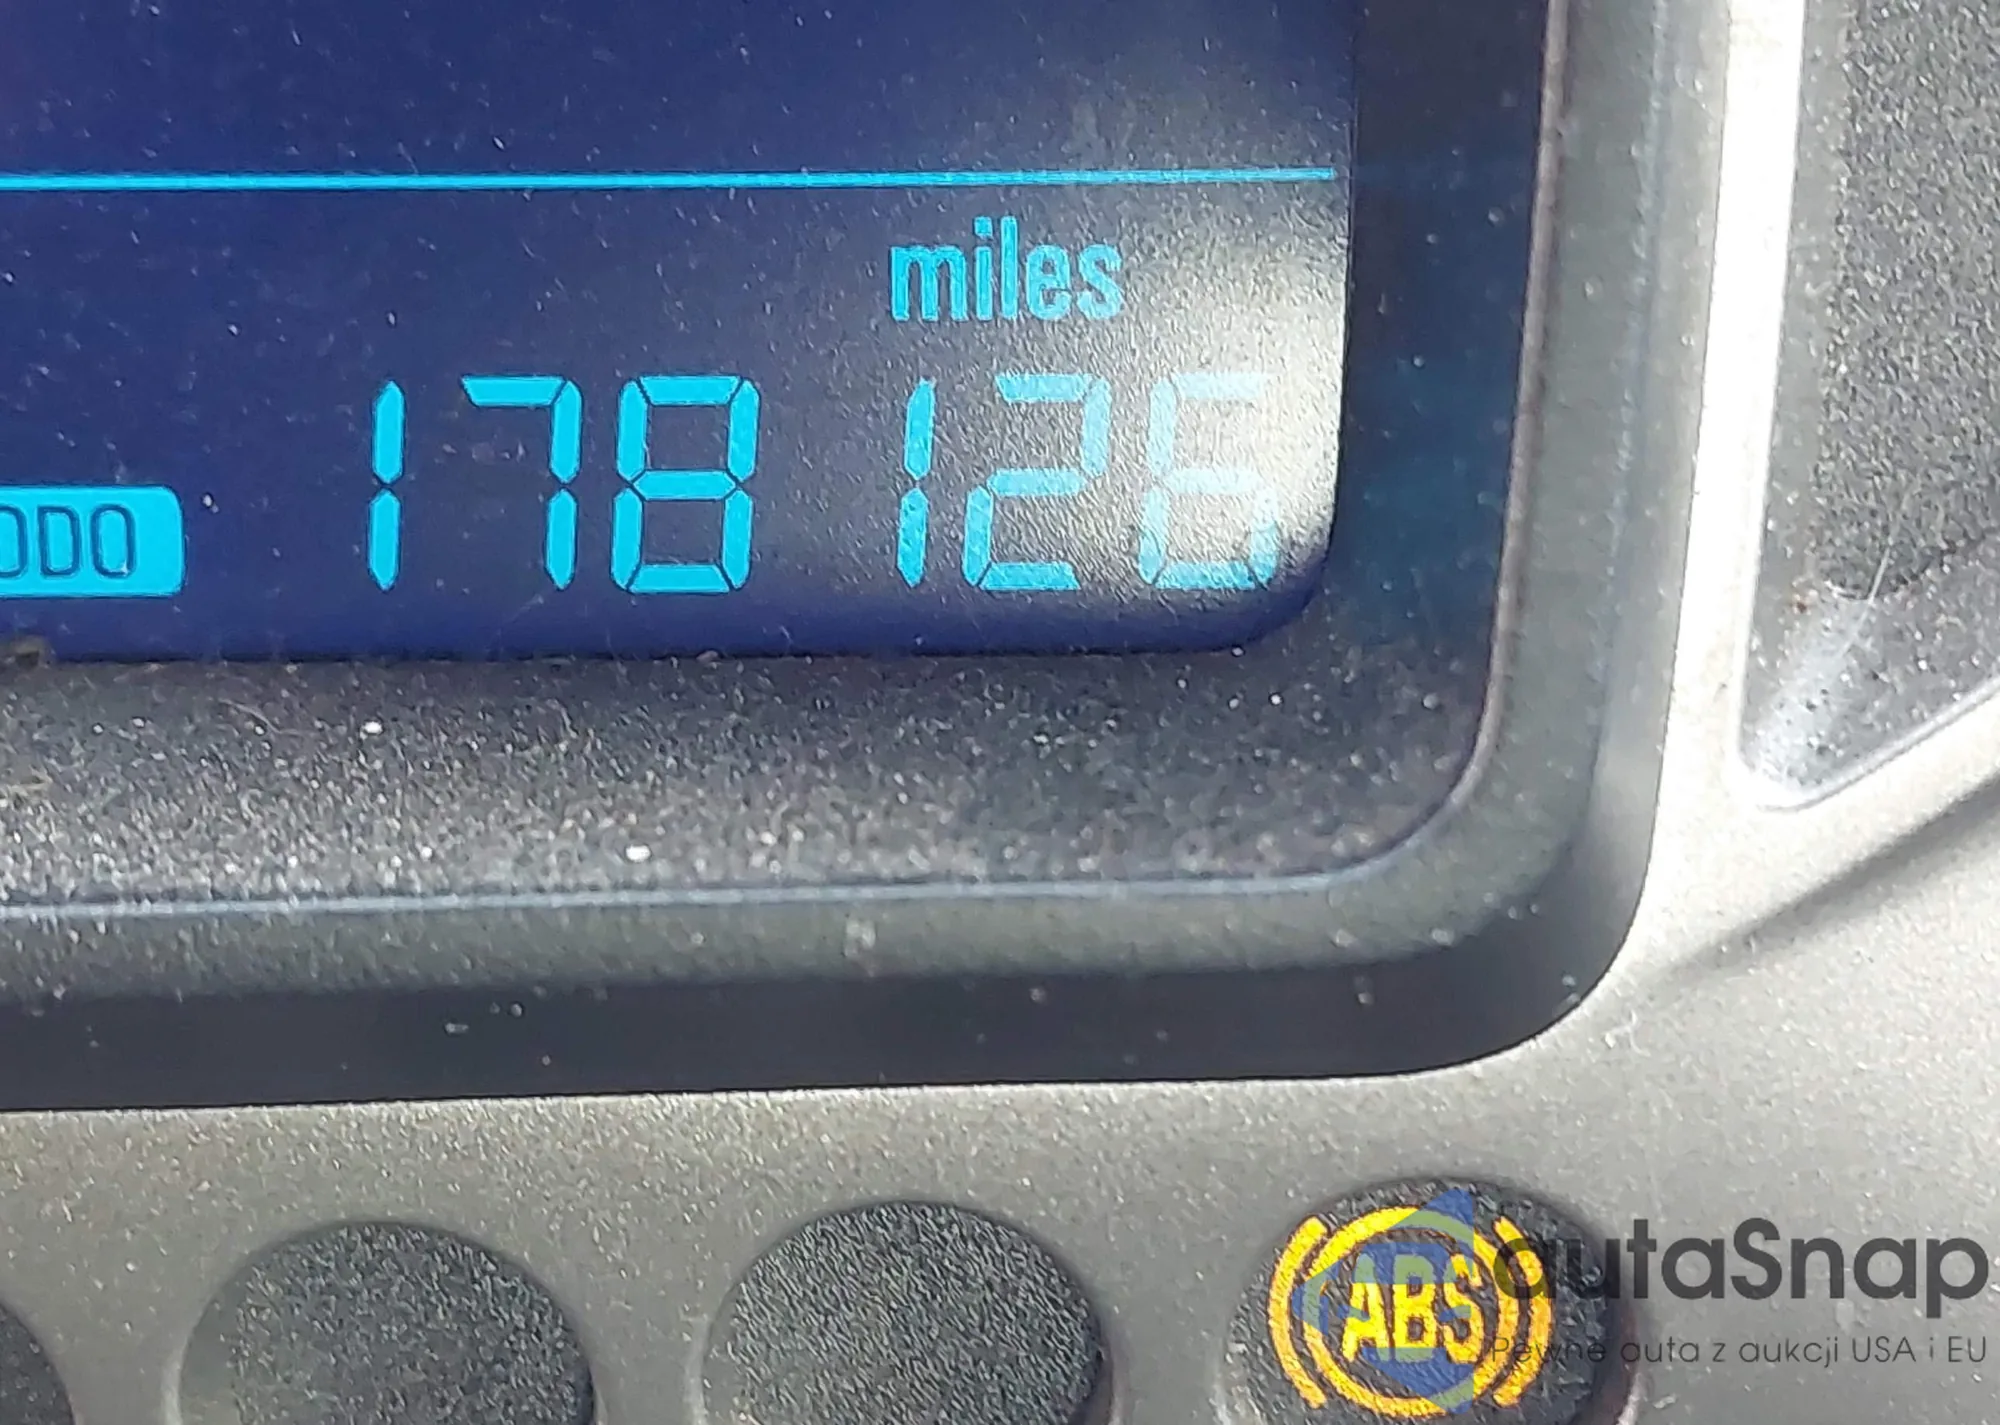 miles
ODO 178126
ABS
autaSnap
Pewne auta z aukcji USA i EU